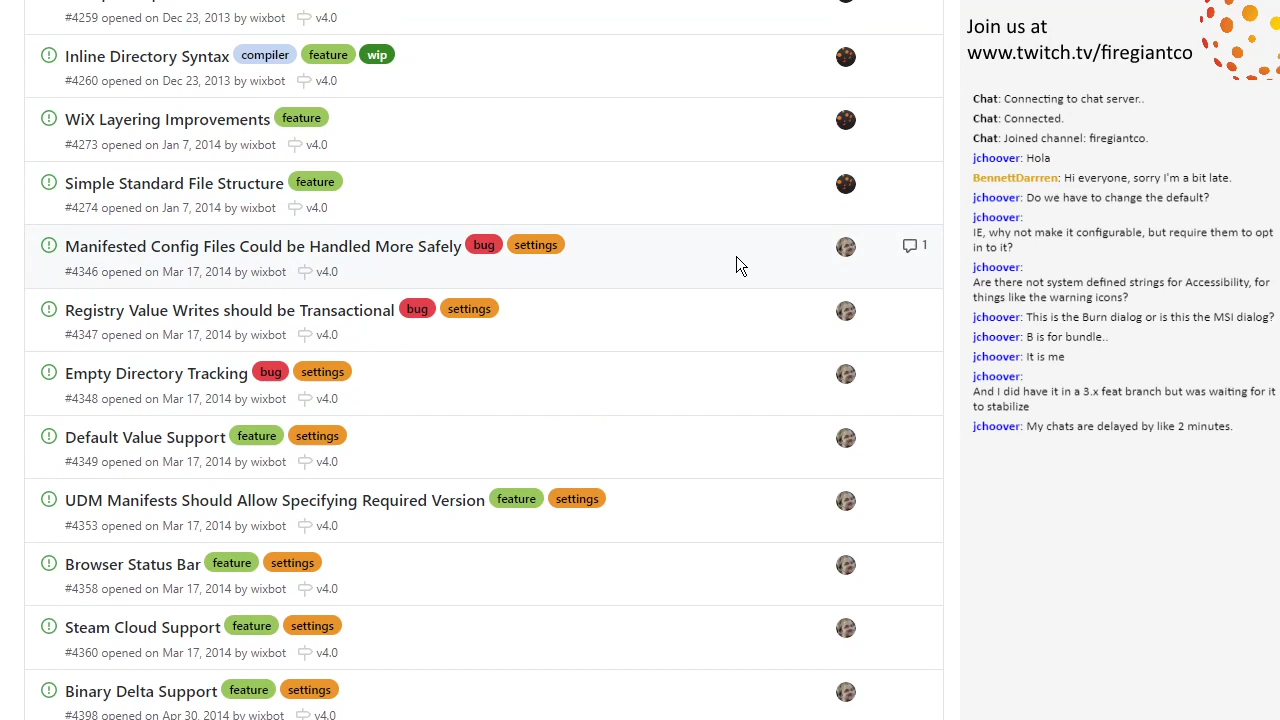 #4259 opened on Dec 23, 2013 by wixbot v4.0
Inline Directory Syntax compiler feature wip
#4260 opened on Dec 23, 2013 by wixbot v4.0
WiX Layering Improvements feature
#4273 opened on Jan 7, 2014 by wixbot v4.0
Simple Standard File Structure feature
#4274 opened on Jan 7, 2014 by wixbot v4.0
Manifested Config Files Could be Handled More Safely bug settings 1
#4346 opened on Mar 17, 2014 by wixbot v4.0
Registry Value Writes should be Transactional bug settings
#4347 opened on Mar 17, 2014 by wixbot v4.0
Empty Directory Tracking bug settings
#4348 opened on Mar 17, 2014 by wixbot v4.0
Default Value Support feature settings
#4349 opened on Mar 17, 2014 by wixbot v4.0
UDM Manifests Should Allow Specifying Required Version feature settings
#4353 opened on Mar 17, 2014 by wixbot v4.0
Browser Status Bar feature settings
#4358 opened on Mar 17, 2014 by wixbot v4.0
Steam Cloud Support feature settings
#4360 opened on Mar 17, 2014 by wixbot v4.0
Binary Delta Support feature settings
#4398 opened on Apr 30, 2014 by wixbot v4.0
Join us at
www.twitch.tv/firegiantco
Chat: Connecting to chat server..
Chat: Connected.
Chat: Joined channel: firegiantco.
jchoover: Hola
BennettDarrren: Hi everyone, sorry I'm a bit late.
jchoover: Do we have to change the default?
jchoover:
IE, why not make it configurable, but require them to opt
in to it?
jchoover:
Are there not system defined strings for Accessibility, for
things like the warning icons?
jchoover: This is the Burn dialog or is this the MSI dialog?
jchoover: B is for bundle..
jchoover: It is me
jchoover:
And I did have it in a 3.x feat branch but was waiting for it
to stabilize
jchoover: My chats are delayed by like 2 minutes.